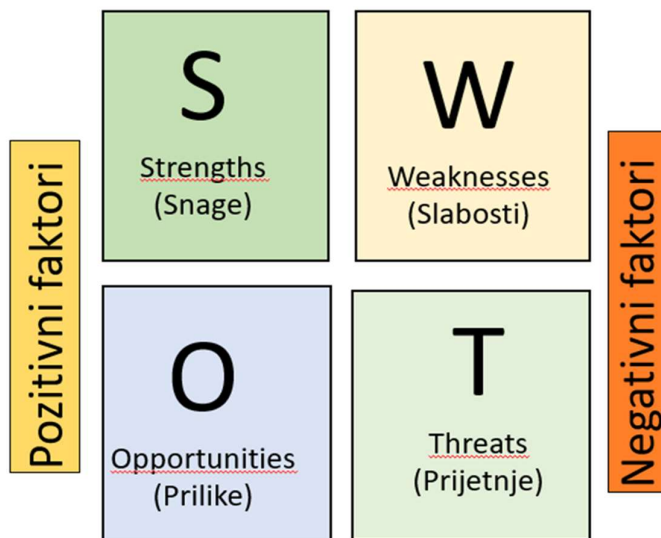 Pozitivni faktori
S
Strengths
(Snage)
W
Weaknesses
(Slabosti)
O
Opportunities
(Prilike)
T
Threats
(Prijetnje)
Negativni faktori